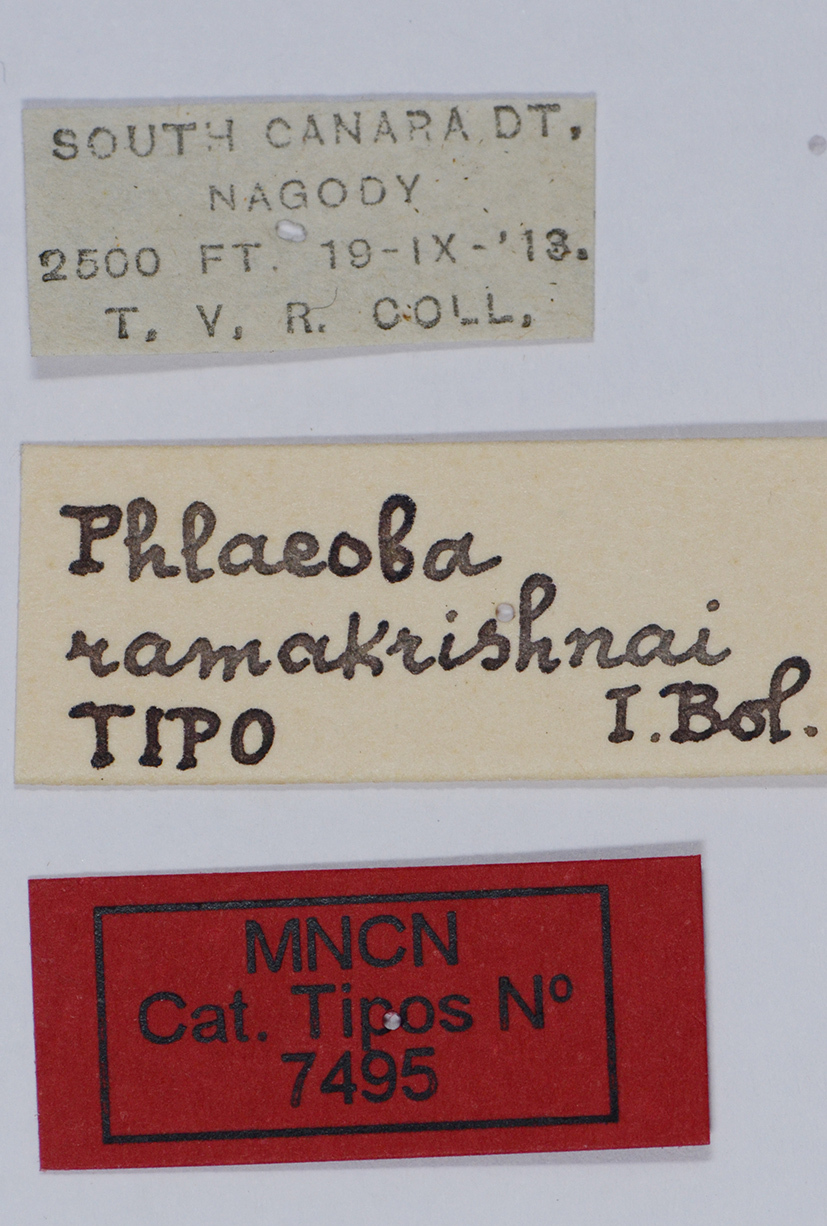 SOUTH CANARA DT,
NAGODY
2500 FT. 19-IX-'13.
T, V, R. COLL,
Phlaeoba
ramakrishnai
TIPO I.Bol.
MNCN
Cat. Tipos Nº
7495